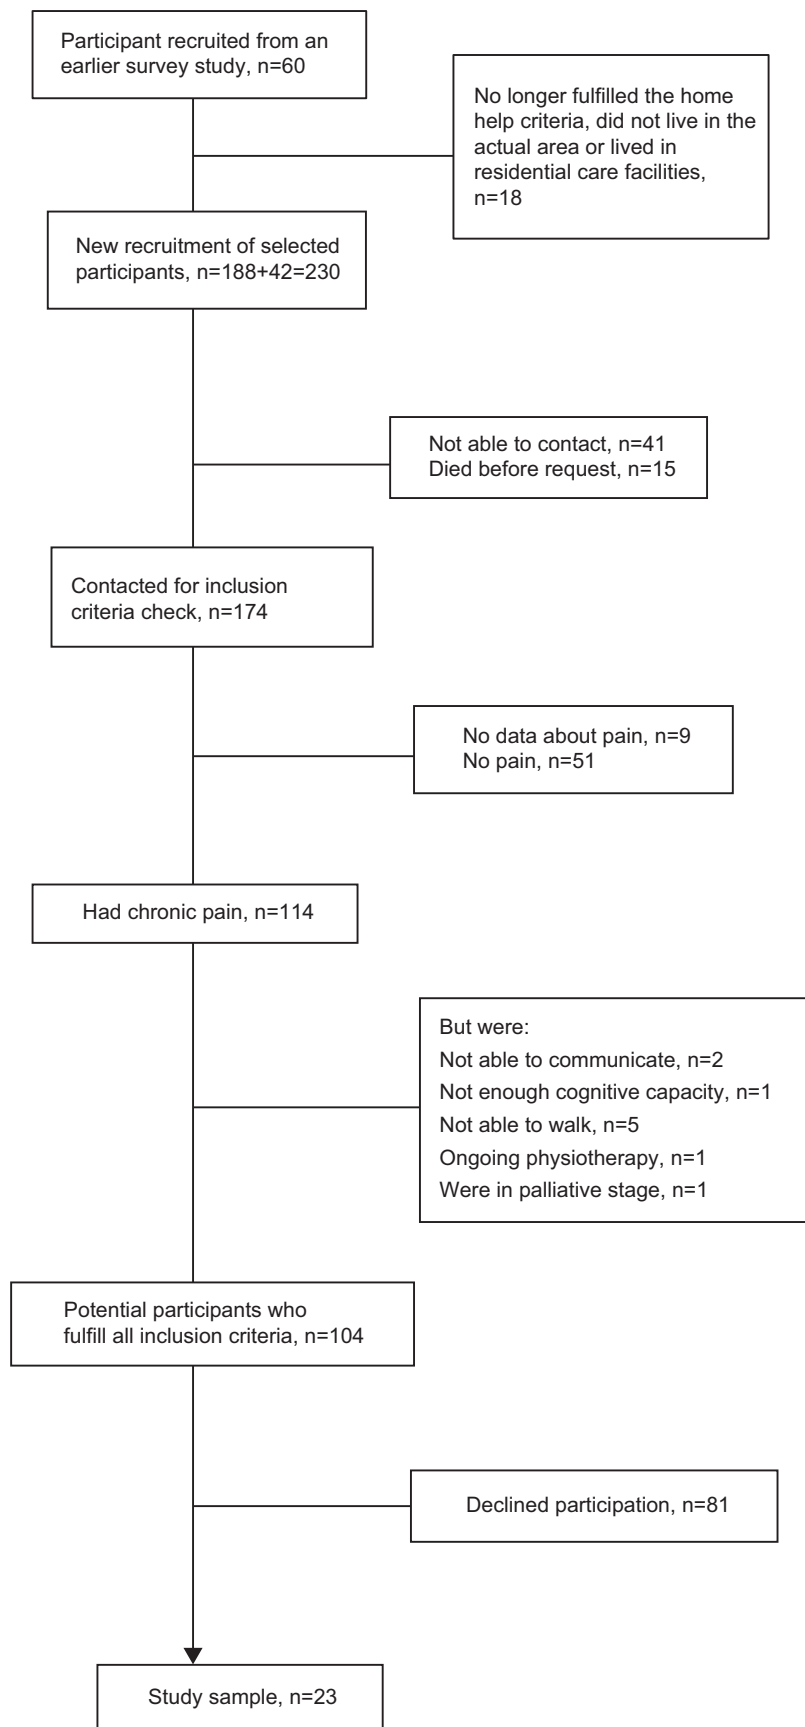 Participant recruited from an
earlier survey study, n=60
No longer fulfilled the home
help criteria, did not live in the
actual area or lived in
residential care facilities,
n=18
New recruitment of selected
participants, n=188+42=230
Not able to contact, n=41
Died before request, n=15
Contacted for inclusion
criteria check, n=174
No data about pain, n=9
No pain, n=51
Had chronic pain, n=114
But were:
Not able to communicate, n=2
Not enough cognitive capacity, n=1
Not able to walk, n=5
Ongoing physiotherapy, n=1
Were in palliative stage, n=1
Potential participants who
fulfill all inclusion criteria, n=104
Declined participation, n=81
Study sample, n=23